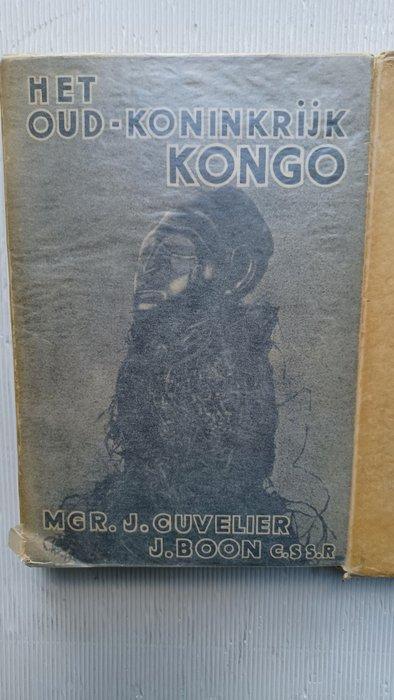 HET
OUD-KONINKRIJK
KONGO
MGR. J. CUVELIER
J. BOON C.SS.R